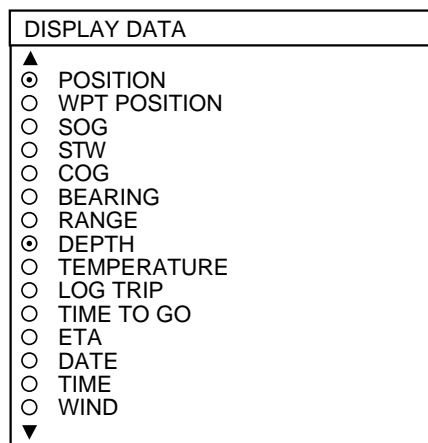 DISPLAY DATA
POSITION
WPT POSITION
SOG
STW
COG
BEARING
RANGE
DEPTH
TEMPERATURE
LOG TRIP
TIME TO GO
ETA
DATE
TIME
WIND